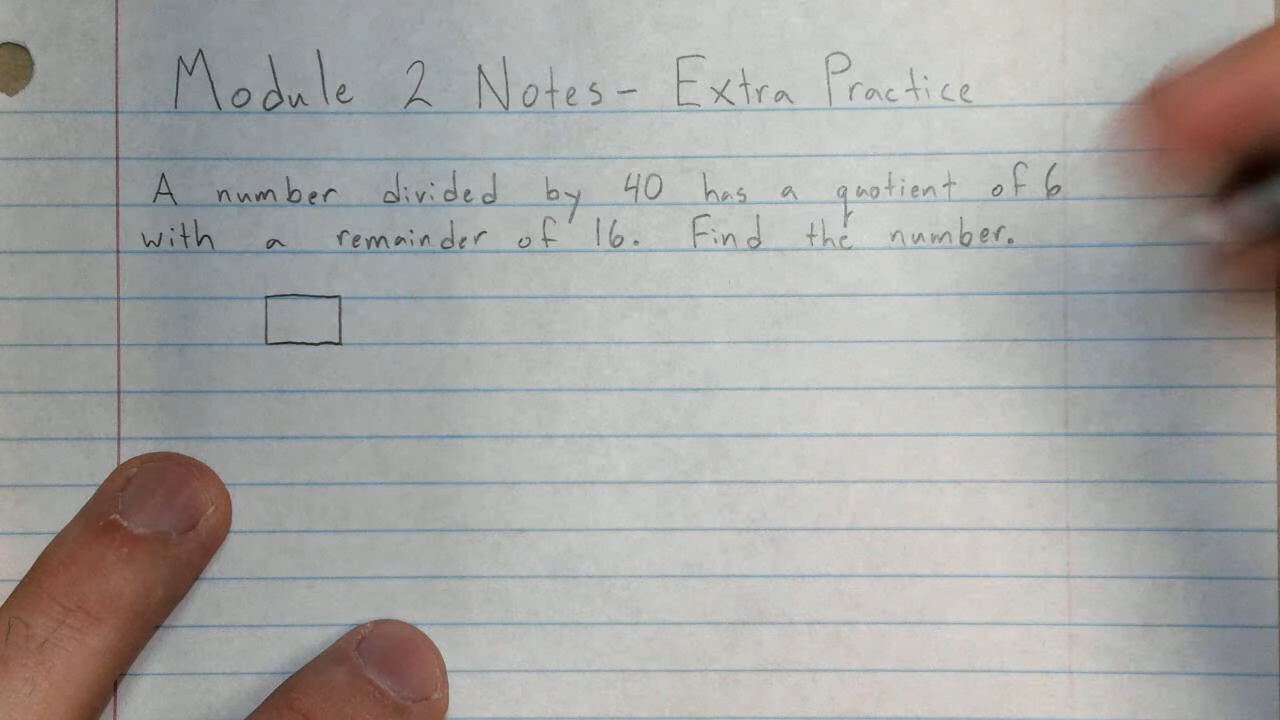 Module 2 Notes- Extra Practice
A number divided by 40 has a quotient of 6
with a remainder of 16. Find the number.